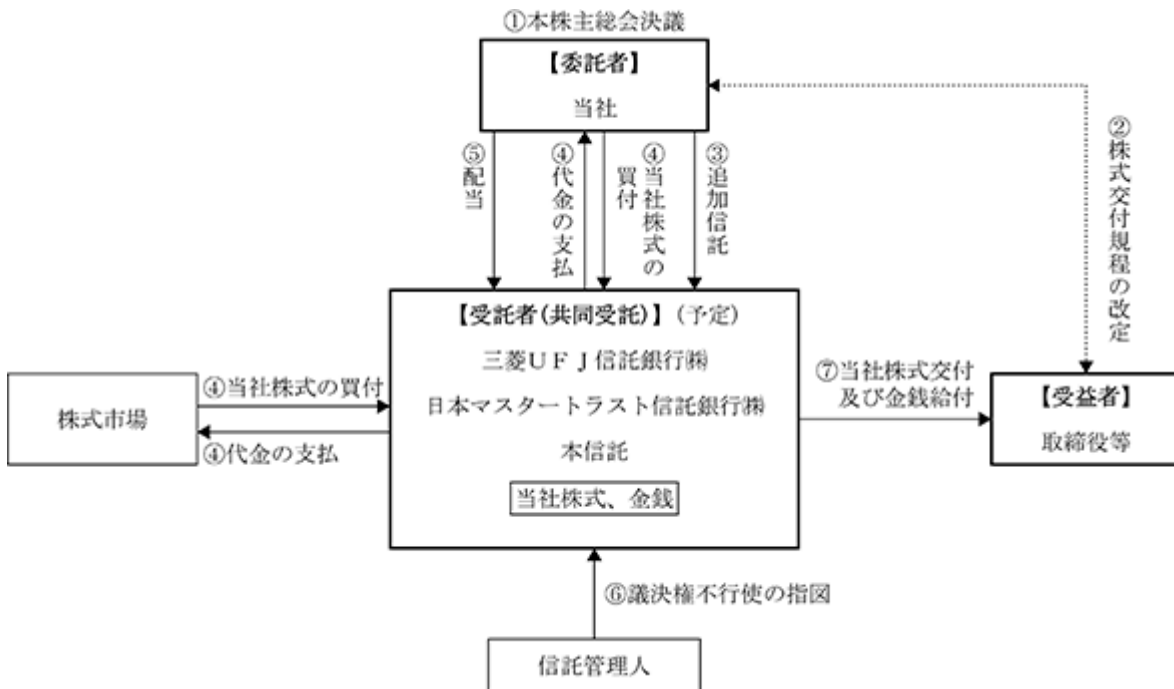 ①本株主総会決議
【委託者】
当社
⑤配当
④代金の支払
④当社株式の
買付
③追加信託
②株式交付規程の改定
【受託者(共同受託)】(予定)
三菱UFJ信託銀行㈱
日本マスタートラスト信託銀行㈱
本信託
当社株式、金銭
株式市場
④当社株式の買付
④代金の支払
⑦当社株式交付
及び金銭給付
【受益者】
取締役等
⑥議決権不行使の指図
信託管理人